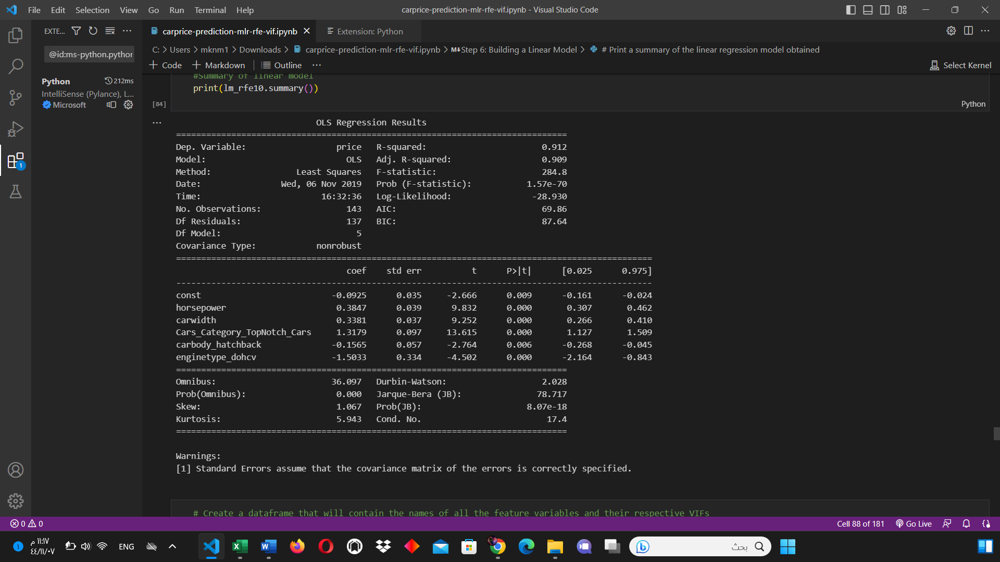 File Edit Selection View Go Run Terminal Help
carprice-prediction-mlr-rfe-vif.ipynb - Visual Studio Code
EXTE...
carprice-prediction-mlr-rfe-vif.ipynb
Extension: Python
@id:ms-python.python
C: > Users > mknm1 > Downloads > carprice-prediction-mlr-rfe-vif.ipynb > M↓Step 6: Building a Linear Model > # Print a summary of the linear regression model obtained
+ Code + Markdown Outline ...
Select Kernel
Python 212ms
IntelliSense (Pylance), L...
Microsoft
1
#Summary of linear model
print(lm_rfe10.summary())
[84]
Python
...
OLS Regression Results
==============================================================================
Dep. Variable: price R-squared: 0.912
Model: OLS Adj. R-squared: 0.909
Method: Least Squares F-statistic: 284.8
Date: Wed, 06 Nov 2019 Prob (F-statistic): 1.57e-70
Time: 16:32:36 Log-Likelihood: -28.930
No. Observations: 143 AIC: 69.86
Df Residuals: 137 BIC: 87.64
Df Model: 5
Covariance Type: nonrobust
===============================================================================================
coef std err t P>|t| [0.025 0.975]
-----------------------------------------------------------------------------------------------
const -0.0925 0.035 -2.666 0.009 -0.161 -0.024
horsepower 0.3847 0.039 9.832 0.000 0.307 0.462
carwidth 0.3381 0.037 9.252 0.000 0.266 0.410
Cars_Category_TopNotch_Cars 1.3179 0.097 13.615 0.000 1.127 1.509
carbody_hatchback -0.1565 0.057 -2.764 0.006 -0.268 -0.045
enginetype_dohcv -1.5033 0.334 -4.502 0.000 -2.164 -0.843
==============================================================================
Omnibus: 36.097 Durbin-Watson: 2.028
Prob(Omnibus): 0.000 Jarque-Bera (JB): 78.717
Skew: 1.067 Prob(JB): 8.07e-18
Kurtosis: 5.943 Cond. No. 17.4
==============================================================================
Warnings:
[1] Standard Errors assume that the covariance matrix of the errors is correctly specified.
# Create a dataframe that will contain the names of all the feature variables and their respective VIFs
0 0
Cell 88 of 181 Go Live
١١:١٧ م
٤٤/١١/٠٧
ENG
بحث